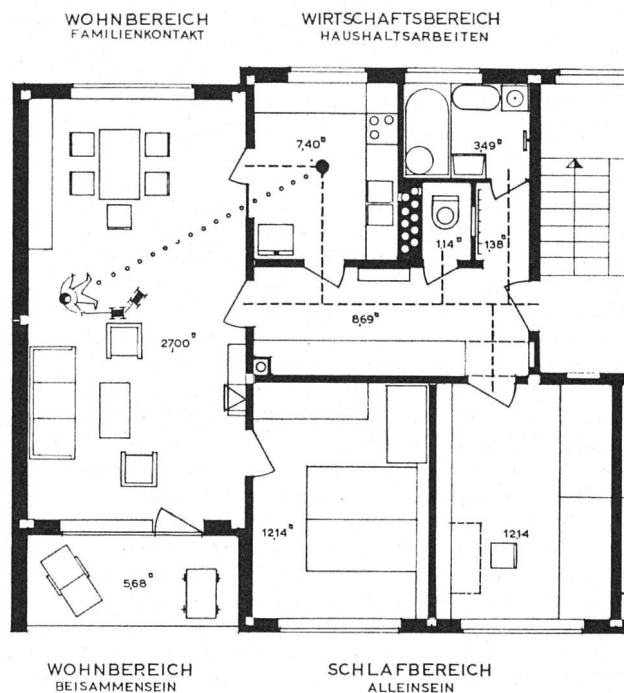 WOHNBEREICH
FAMILIENKONTAKT
WIRTSCHAFTSBEREICH
HAUSHALTSARBEITEN
7,40▫
3,49▫
1,14▫
1,38▫
8,69▫
27,00▫
12,14▫
12,14
5,68▫
WOHNBEREICH
BEISAMMENSEIN
SCHLAFBEREICH
ALLEINSEIN